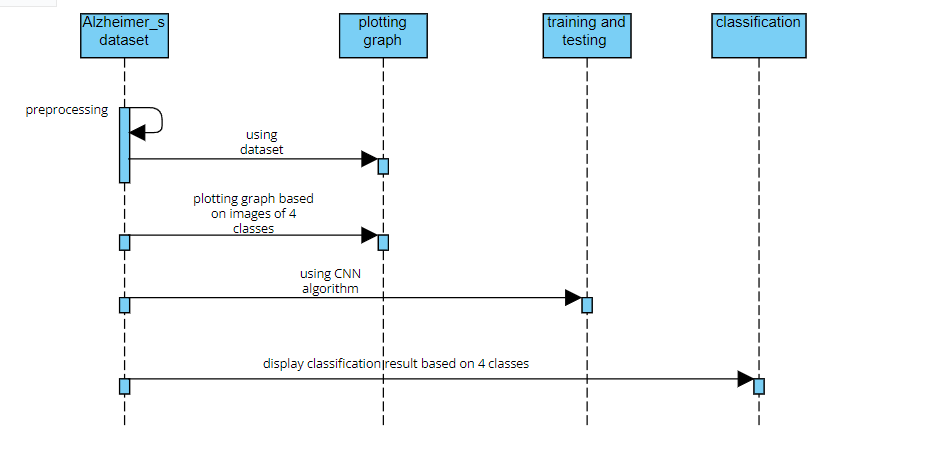 Alzheimer_s
dataset
plotting
graph
training and
testing
classification
preprocessing
using
dataset
plotting graph based
on images of 4
classes
using CNN
algorithm
display classification result based on 4 classes